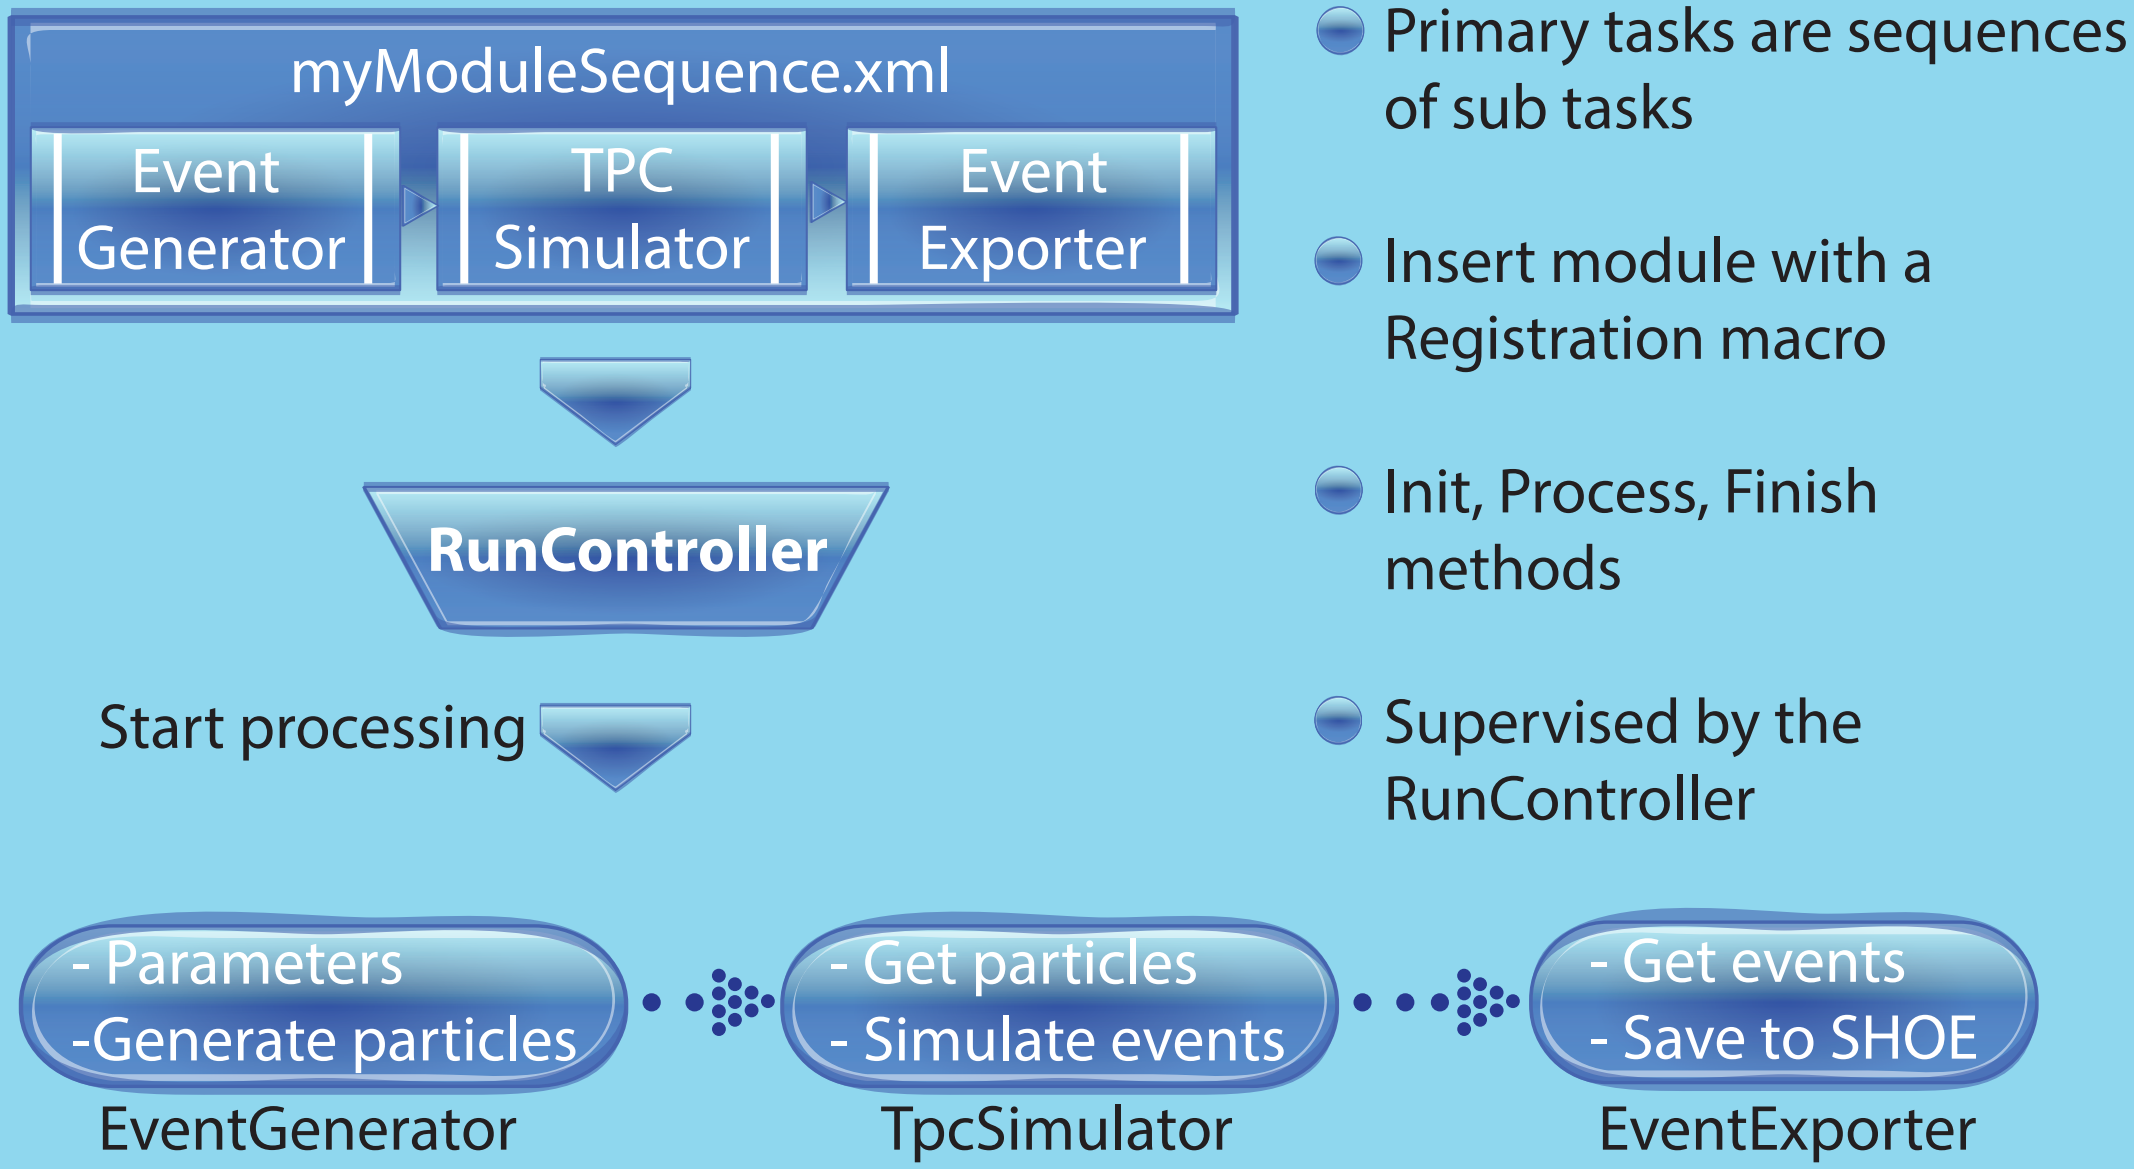 myModuleSequence.xml
Event
Generator
TPC
Simulator
Event
Exporter
RunController
Start processing
- Parameters
-Generate particles
EventGenerator
- Get particles
- Simulate events
TpcSimulator
- Get events
- Save to SHOE
EventExporter
Primary tasks are sequences
of sub tasks
Insert module with a
Registration macro
Init, Process, Finish
methods
Supervised by the
RunController